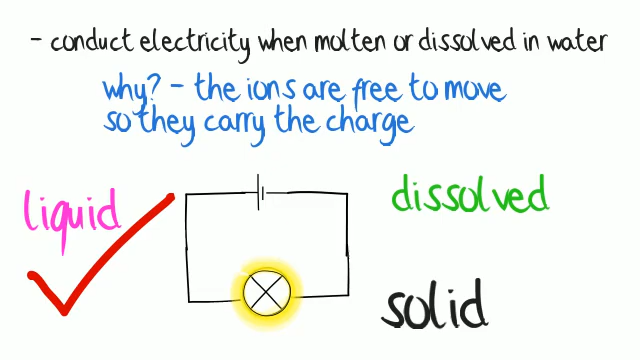 - conduct electricity when molten or dissolved in water
why? - the ions are free to move
so they carry the charge
liquid
dissolved
solid